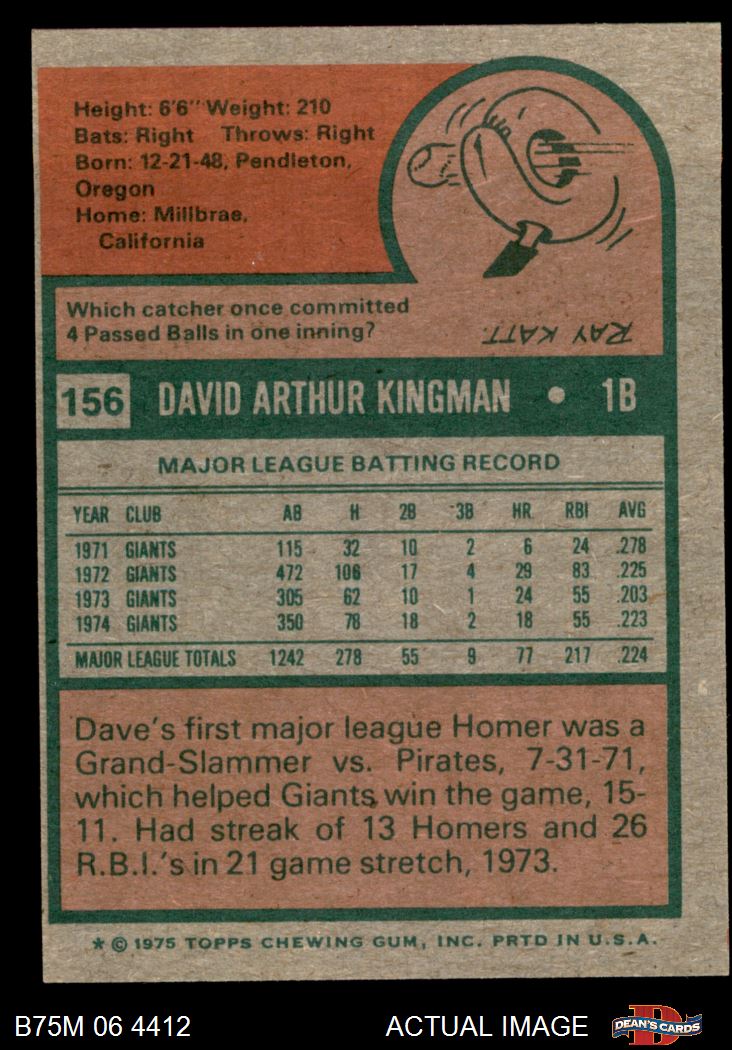 Height: 6'6" Weight: 210
Bats: Right Throws: Right
Born: 12-21-48, Pendleton,
Oregon
Home: Millbrae,
California
Which catcher once committed
4 Passed Balls in one inning?
RAY KATT.
156 DAVID ARTHUR KINGMAN • 1B
MAJOR LEAGUE BATTING RECORD
YEAR CLUB AB H 2B 3B HR RBI AVG
1971 GIANTS 115 32 10 2 6 24 .278
1972 GIANTS 472 106 17 4 29 83 .225
1973 GIANTS 305 62 10 1 24 55 .203
1974 GIANTS 350 78 18 2 18 55 .223
MAJOR LEAGUE TOTALS 1242 278 55 9 77 217 .224
Dave's first major league Homer was a
Grand-Slammer vs. Pirates, 7-31-71,
which helped Giants win the game, 15-
11. Had streak of 13 Homers and 26
R.B.I.'s in 21 game stretch, 1973.
* © 1975 TOPPS CHEWING GUM, INC. PRTD IN U.S.A.
B75M 06 4412 ACTUAL IMAGE DEAN'S CARDS